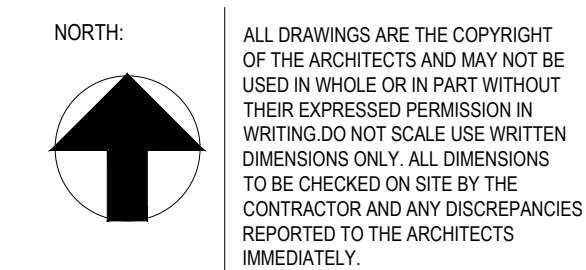 NORTH:
ALL DRAWINGS ARE THE COPYRIGHT
OF THE ARCHITECTS AND MAY NOT BE
USED IN WHOLE OR IN PART WITHOUT
THEIR EXPRESSED PERMISSION IN
WRITING.DO NOT SCALE USE WRITTEN
DIMENSIONS ONLY. ALL DIMENSIONS
TO BE CHECKED ON SITE BY THE
CONTRACTOR AND ANY DISCREPANCIES
REPORTED TO THE ARCHITECTS
IMMEDIATELY.